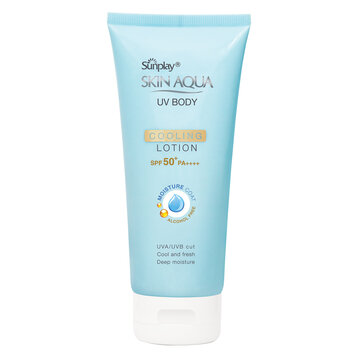 Sunplay®
SKIN AQUA
UV BODY
COOLING
LOTION
SPF 50+ PA++++
MOISTURE COAT
ALCOHOL FREE
UVA/UVB cut
Cool and fresh
Deep moisture